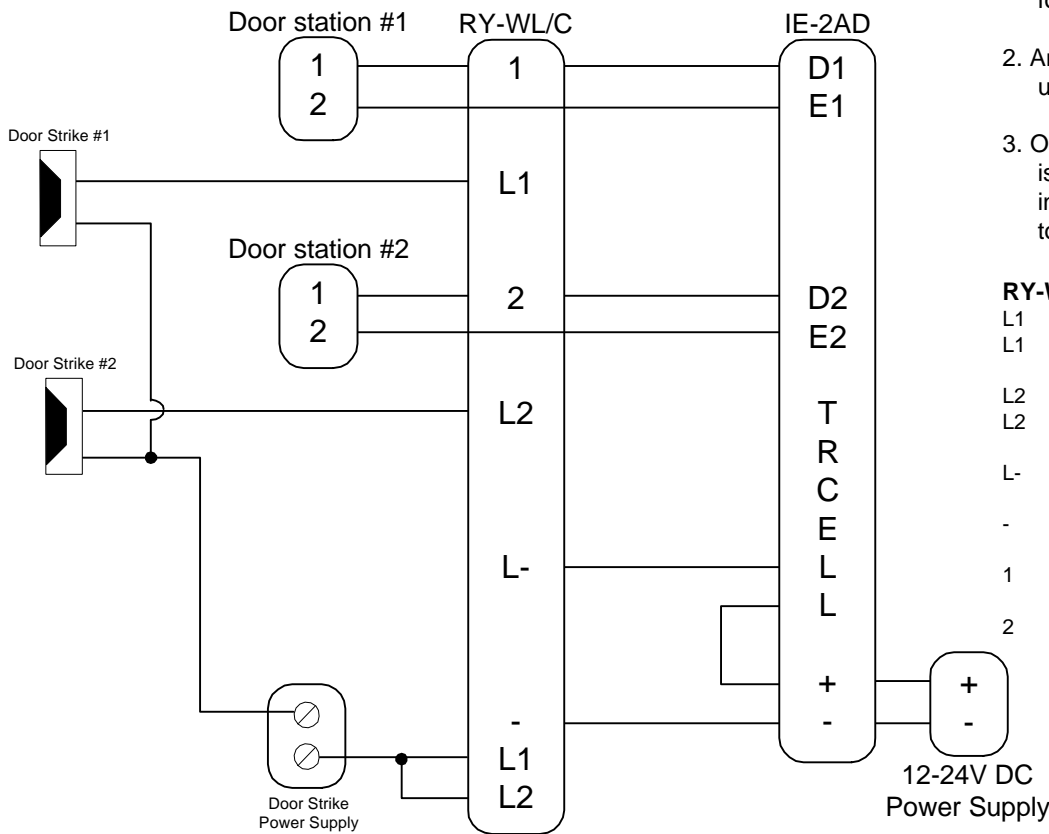 Door station #1
RY-WL/C
IE-2AD
1
2
1
D1
E1
Door Strike #1
L1
Door station #2
1
2
2
D2
E2
Door Strike #2
L2
T
R
C
E
L
L
L-
+
-
-
L1
L2
Door Strike
Power Supply
+
-
12-24V DC
Power Supply
2.
3.
L1
L1
L2
L2
L-
-
1
2